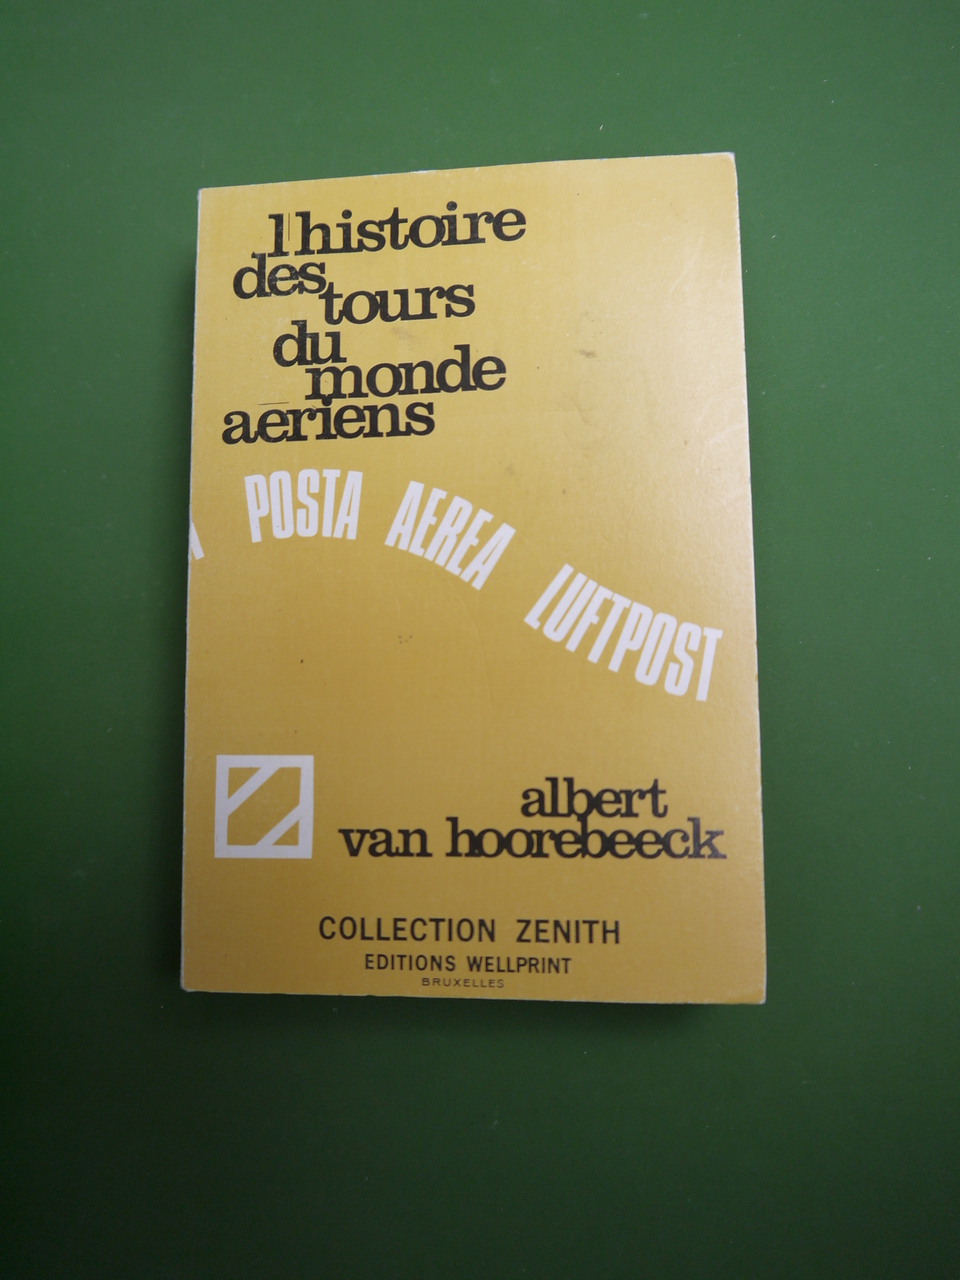 l'histoire
des
tours
du
monde
aeriens
POSTA AEREA LUFTPOST
albert
van hoorebeeck
COLLECTION ZENITH
EDITIONS WELLPRINT
BRUXELLES